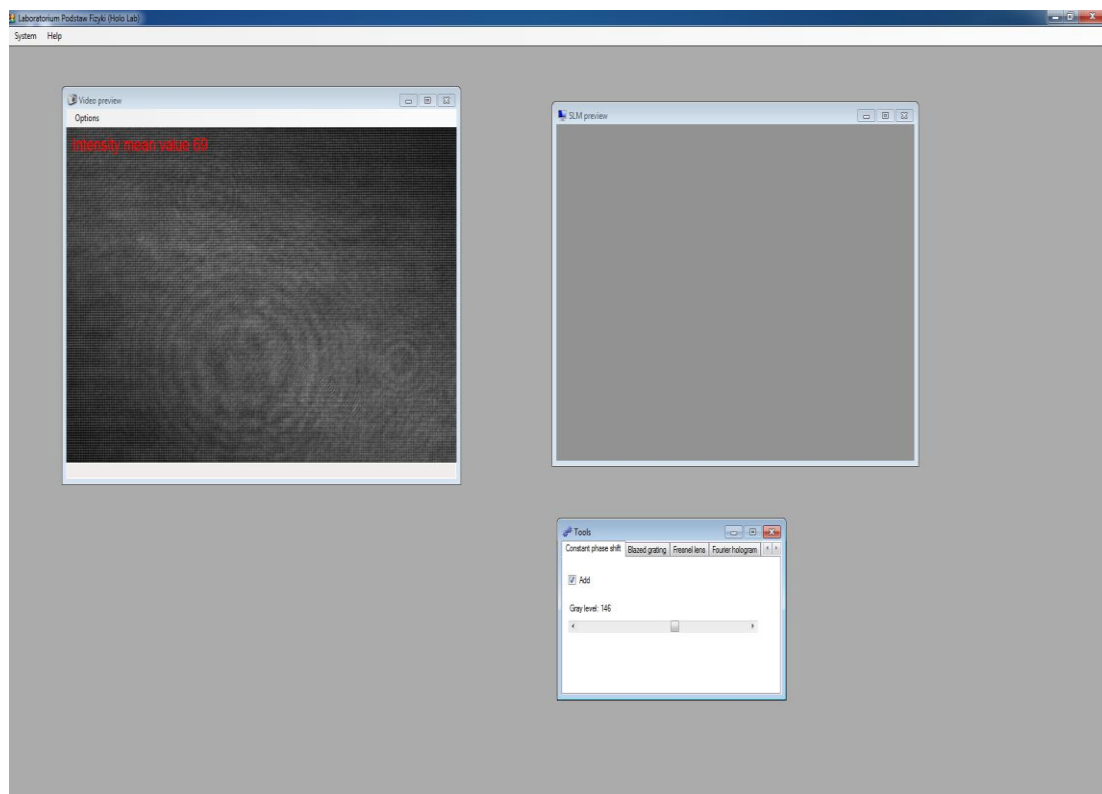 Laboratorium Podstaw Fizyki (Holo Lab)
System Help
Video preview
Options
Intensity mean value 69
SLM preview
Tools
Constant phase shift Blazed grating Fresnel lens Fourier hologram
Add
Gray level: 146